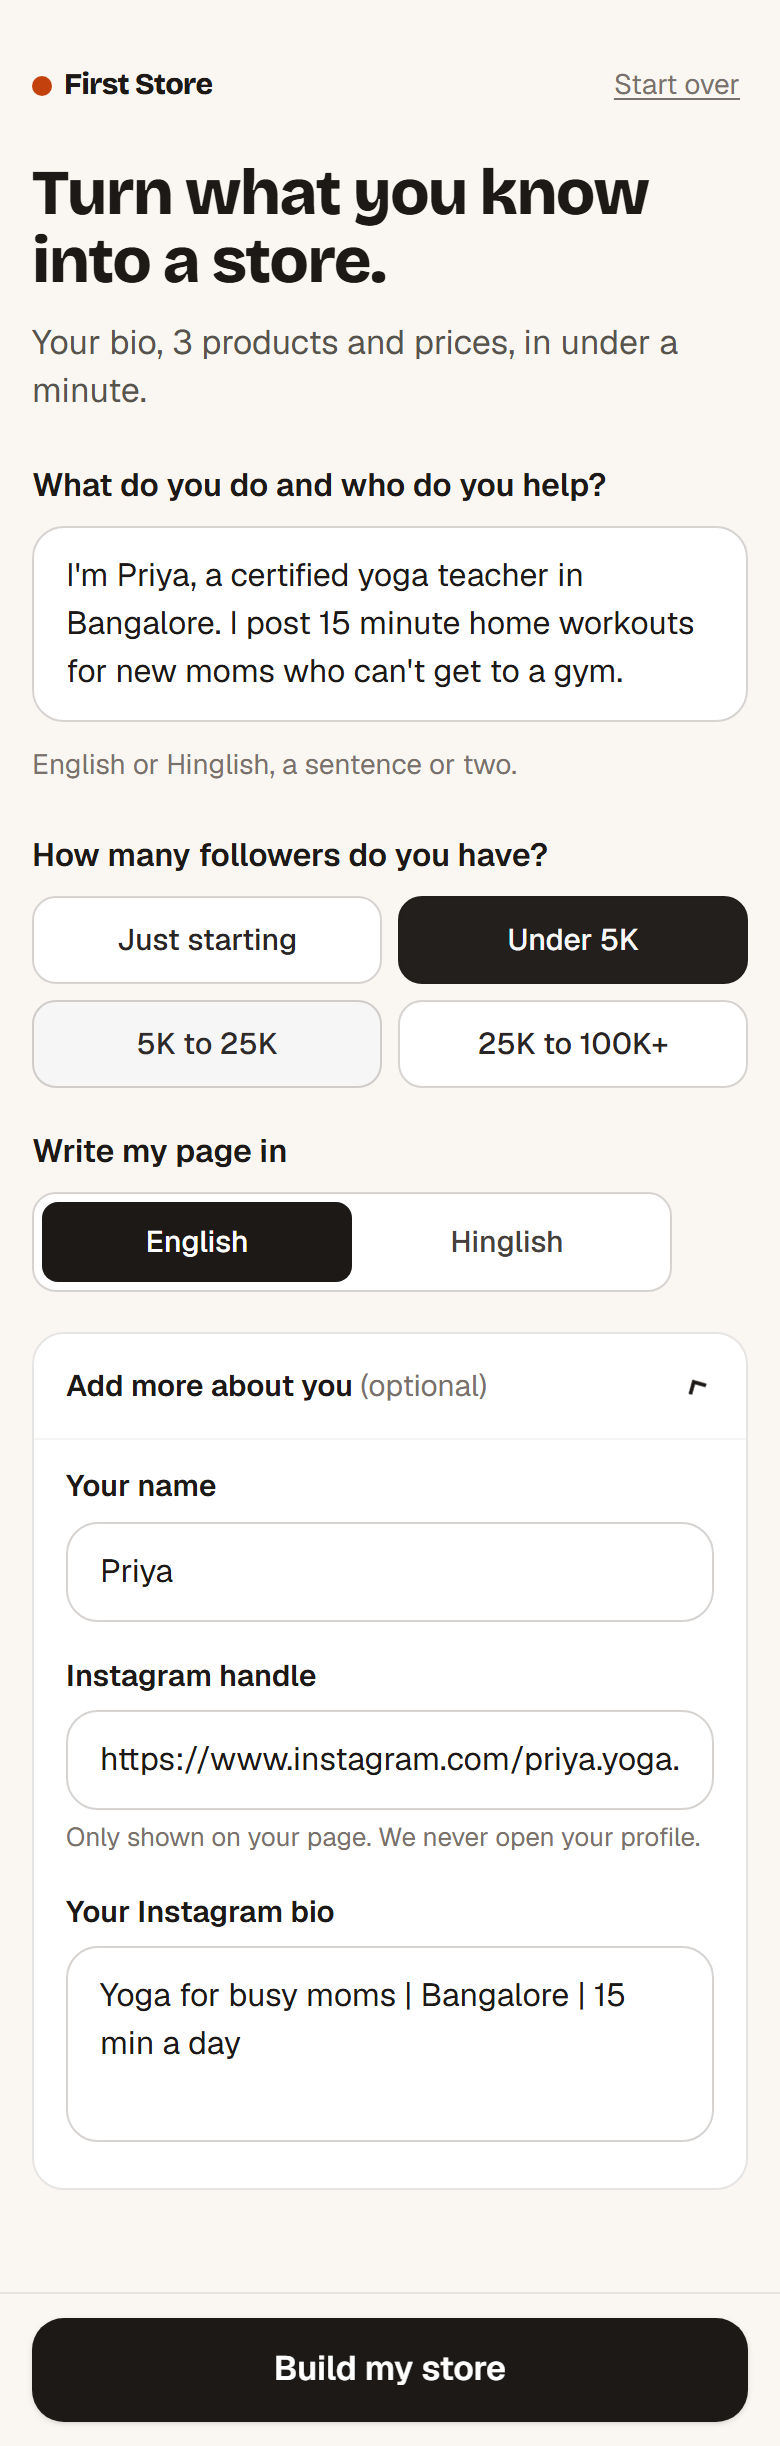 First Store
Start over
Turn what you know
into a store.
Your bio, 3 products and prices, in under a
minute.
What do you do and who do you help?
I'm Priya, a certified yoga teacher in
Bangalore. I post 15 minute home workouts
for new moms who can't get to a gym.
English or Hinglish, a sentence or two.
How many followers do you have?
Just starting
Under 5K
5K to 25K
25K to 100K+
Write my page in
English
Hinglish
Add more about you (optional)
Your name
Priya
Instagram handle
https://www.instagram.com/priya.yoga.
Only shown on your page. We never open your profile.
Your Instagram bio
Yoga for busy moms | Bangalore | 15
min a day
Build my store